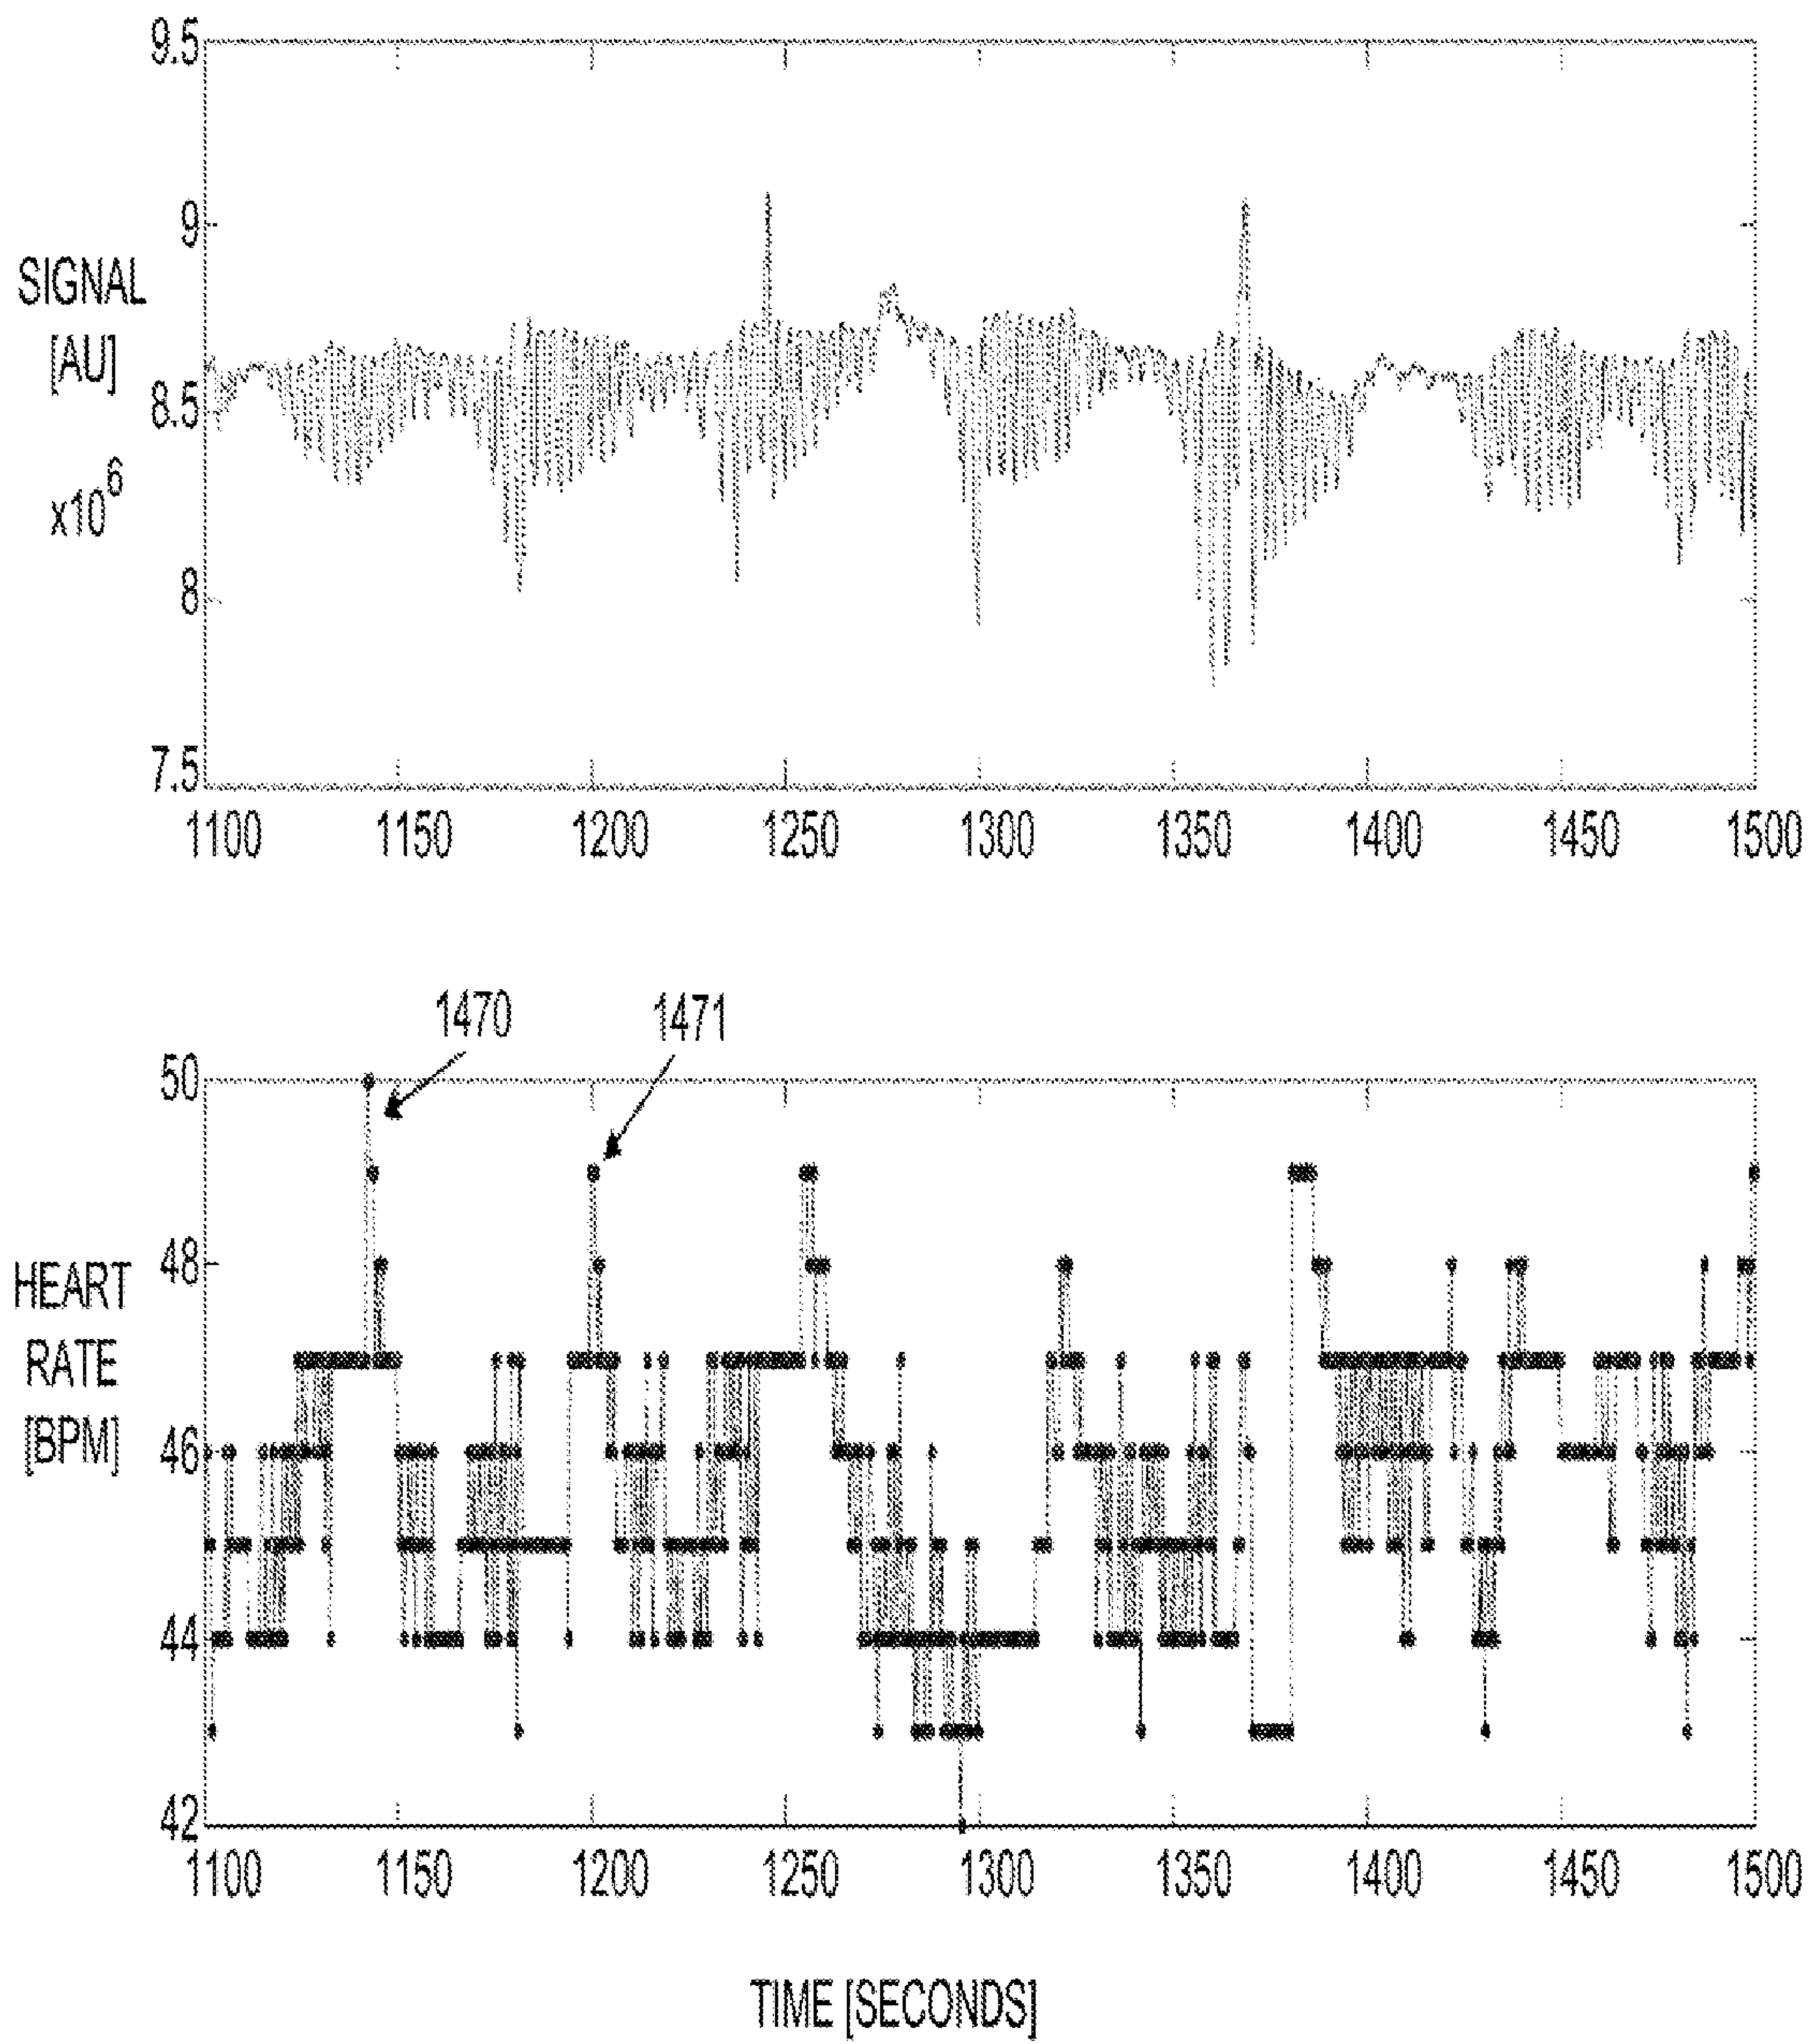 9.5
9
SIGNAL
[AU]
8.5
x10^6
8
7.5
1100 1150 1200 1250 1300 1350 1400 1450 1500
1470 1471
50
48
HEART
RATE
[BPM]
46
44
42
1100 1150 1200 1250 1300 1350 1400 1450 1500
TIME [SECONDS]